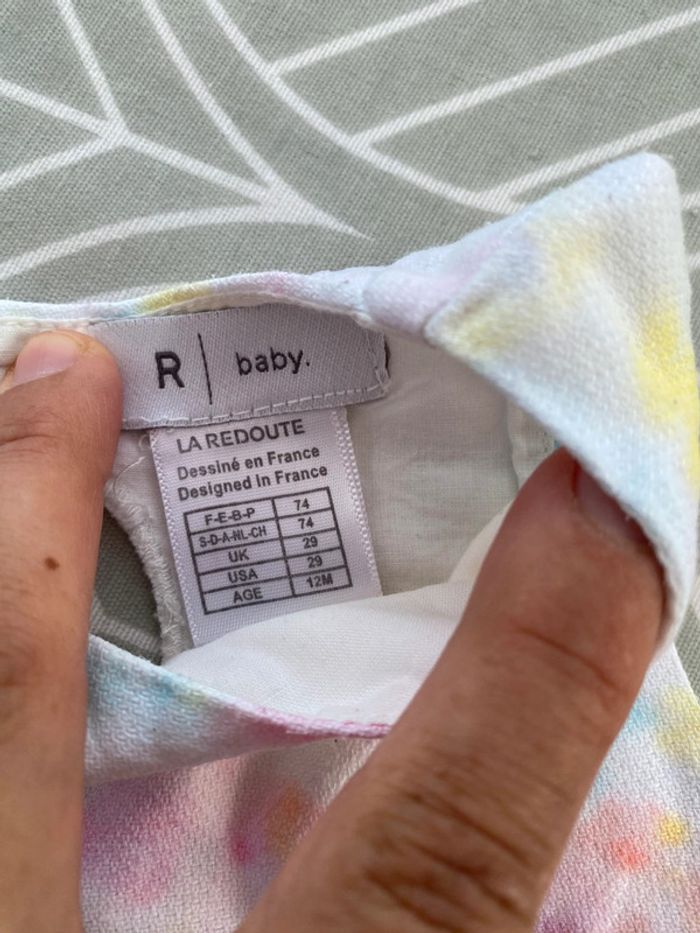 R | baby.
LA REDOUTE
Dessiné en France
Designed in France
F-E-B-P 74
S-D-A-NL-CH 74
UK 29
USA 29
AGE 12M